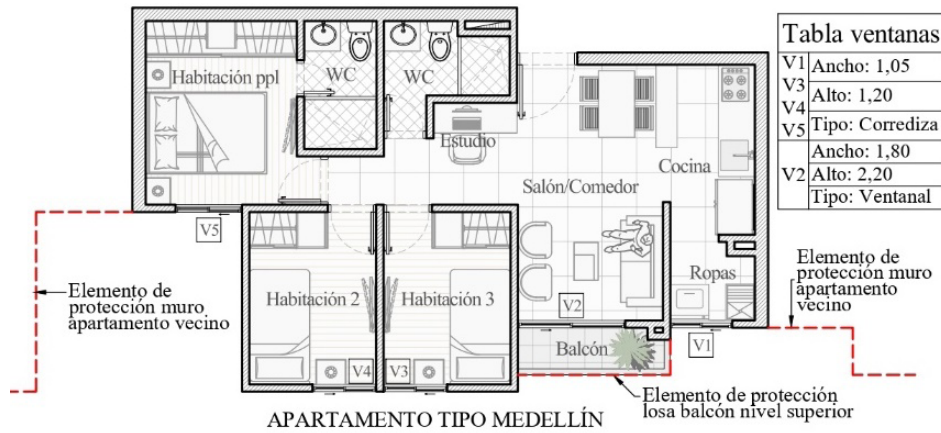 Tabla ventanas
V1
V3
V4
V5
Ancho: 1,05
Alto: 1,20
Tipo: Corrediza
V2
Ancho: 1,80
Alto: 2,20
Tipo: Ventanal
Habitación ppl
WC
WC
Estudio
Cocina
Salón/Comedor
V5
Elemento de
protección muro
apartamento vecino
Habitación 2
Habitación 3
V4
V3
V2
Balcón
Ropas
V1
Elemento de
protección muro
apartamento
vecino
Elemento de protección
losa balcón nivel superior
APARTAMENTO TIPO MEDELLÍN